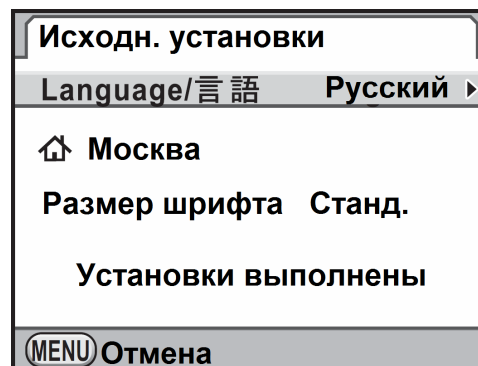 Исходн. установки
Language/言語 Русский
Москва
Размер шрифта Станд.
Установки выполнены
MENU Отмена